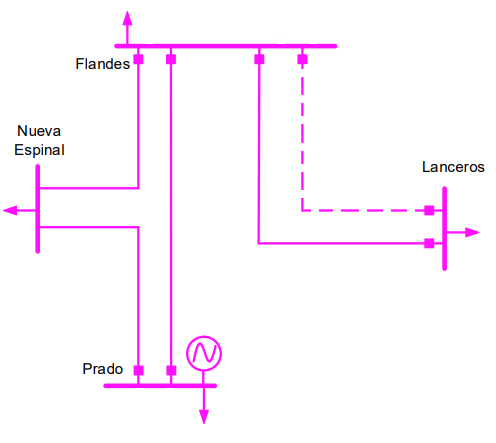 Flandes
Nueva
Espinal
Lanceros
Prado